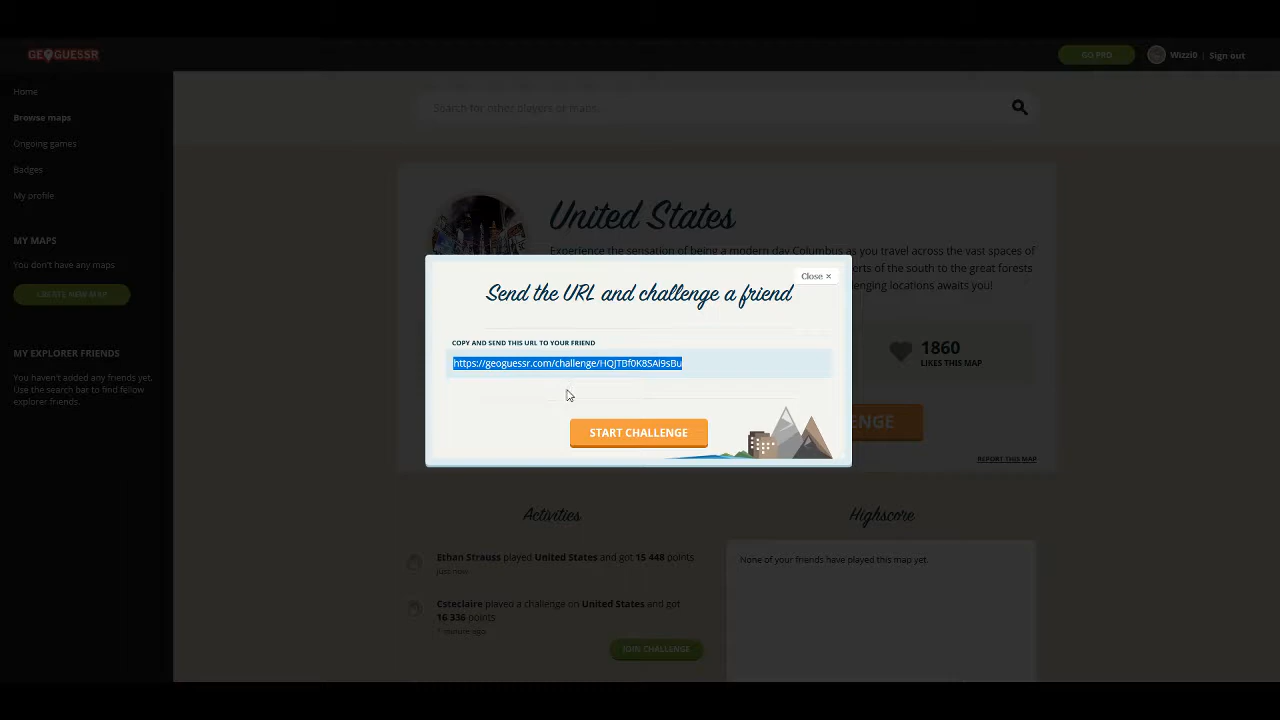 GEOGUESSR
GO PRO
Wizzi0 | Sign out
Home
Browse maps
Ongoing games
Badges
My profile
MY MAPS
You don't have any maps
CREATE NEW MAP
MY EXPLORER FRIENDS
You haven't added any friends yet.
Use the search bar to find fellow
explorer friends.
Search for other players or maps...
United States
Experience the sensation of being a modern day Columbus as you travel across the vast spaces of
erts of the south to the great forests
enging locations awaits you!
1860
LIKES THIS MAP
ENGE
REPORT THIS MAP
Close ×
Send the URL and challenge a friend
COPY AND SEND THIS URL TO YOUR FRIEND
https://geoguessr.com/challenge/HQJTBf0K8SAi9sBu
START CHALLENGE
Activities
Ethan Strauss played United States and got 15 448 points
just now
Csteclaire played a challenge on United States and got
16 336 points
minute ago
JOIN CHALLENGE
Highscore
None of your friends have played this map yet.